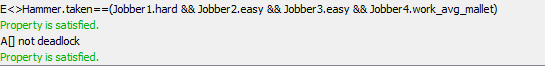 E<>Hammer.taken==(Jobber1.hard && Jobber2.easy && Jobber3.easy && Jobber4.work_avg_mallet)
Property is satisfied.
A[] not deadlock
Property is satisfied.